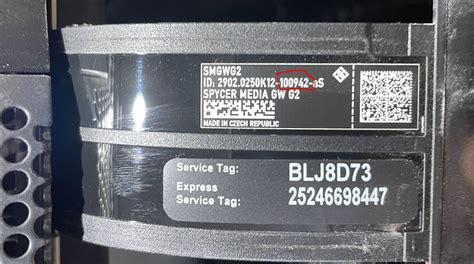 SMGWG2
ID: 2902.0250K12-100942-aS
SPYCER MEDIA GW G2
MADE IN CZECH REPUBLIC
Service Tag: BLJ8D73
Express
Service Tag: 25246698447